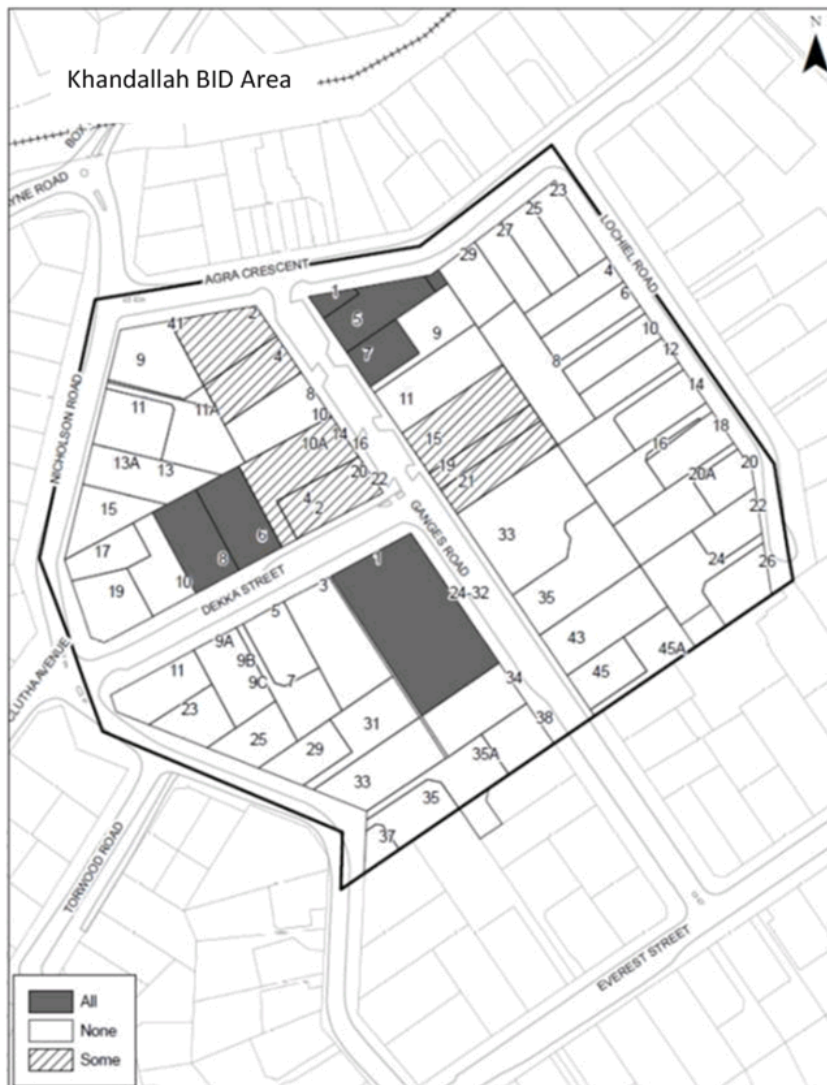 N
Khandallah BID Area
BOX
YNE ROAD
AGRA CRESCENT
LOCHIEL ROAD
NICHOLSON ROAD
GANGES ROAD
DEKKA STREET
CLUTHA AVENUE
TORWOOD ROAD
EVEREST STREET
23
25
27
29
1
5
7
9
11
15
19
21
33
35
43
45
45A
4
6
8
10
12
14
16
18
20
20A
22
24
26
41
2
4
9
11
11A
8
10
10A
14
16
20
22
4
2
13A
13
15
17
19
10
8
6
1
24-32
3
5
7
9A
9B
9C
11
23
25
29
31
33
34
38
35A
35
37
All
None
Some